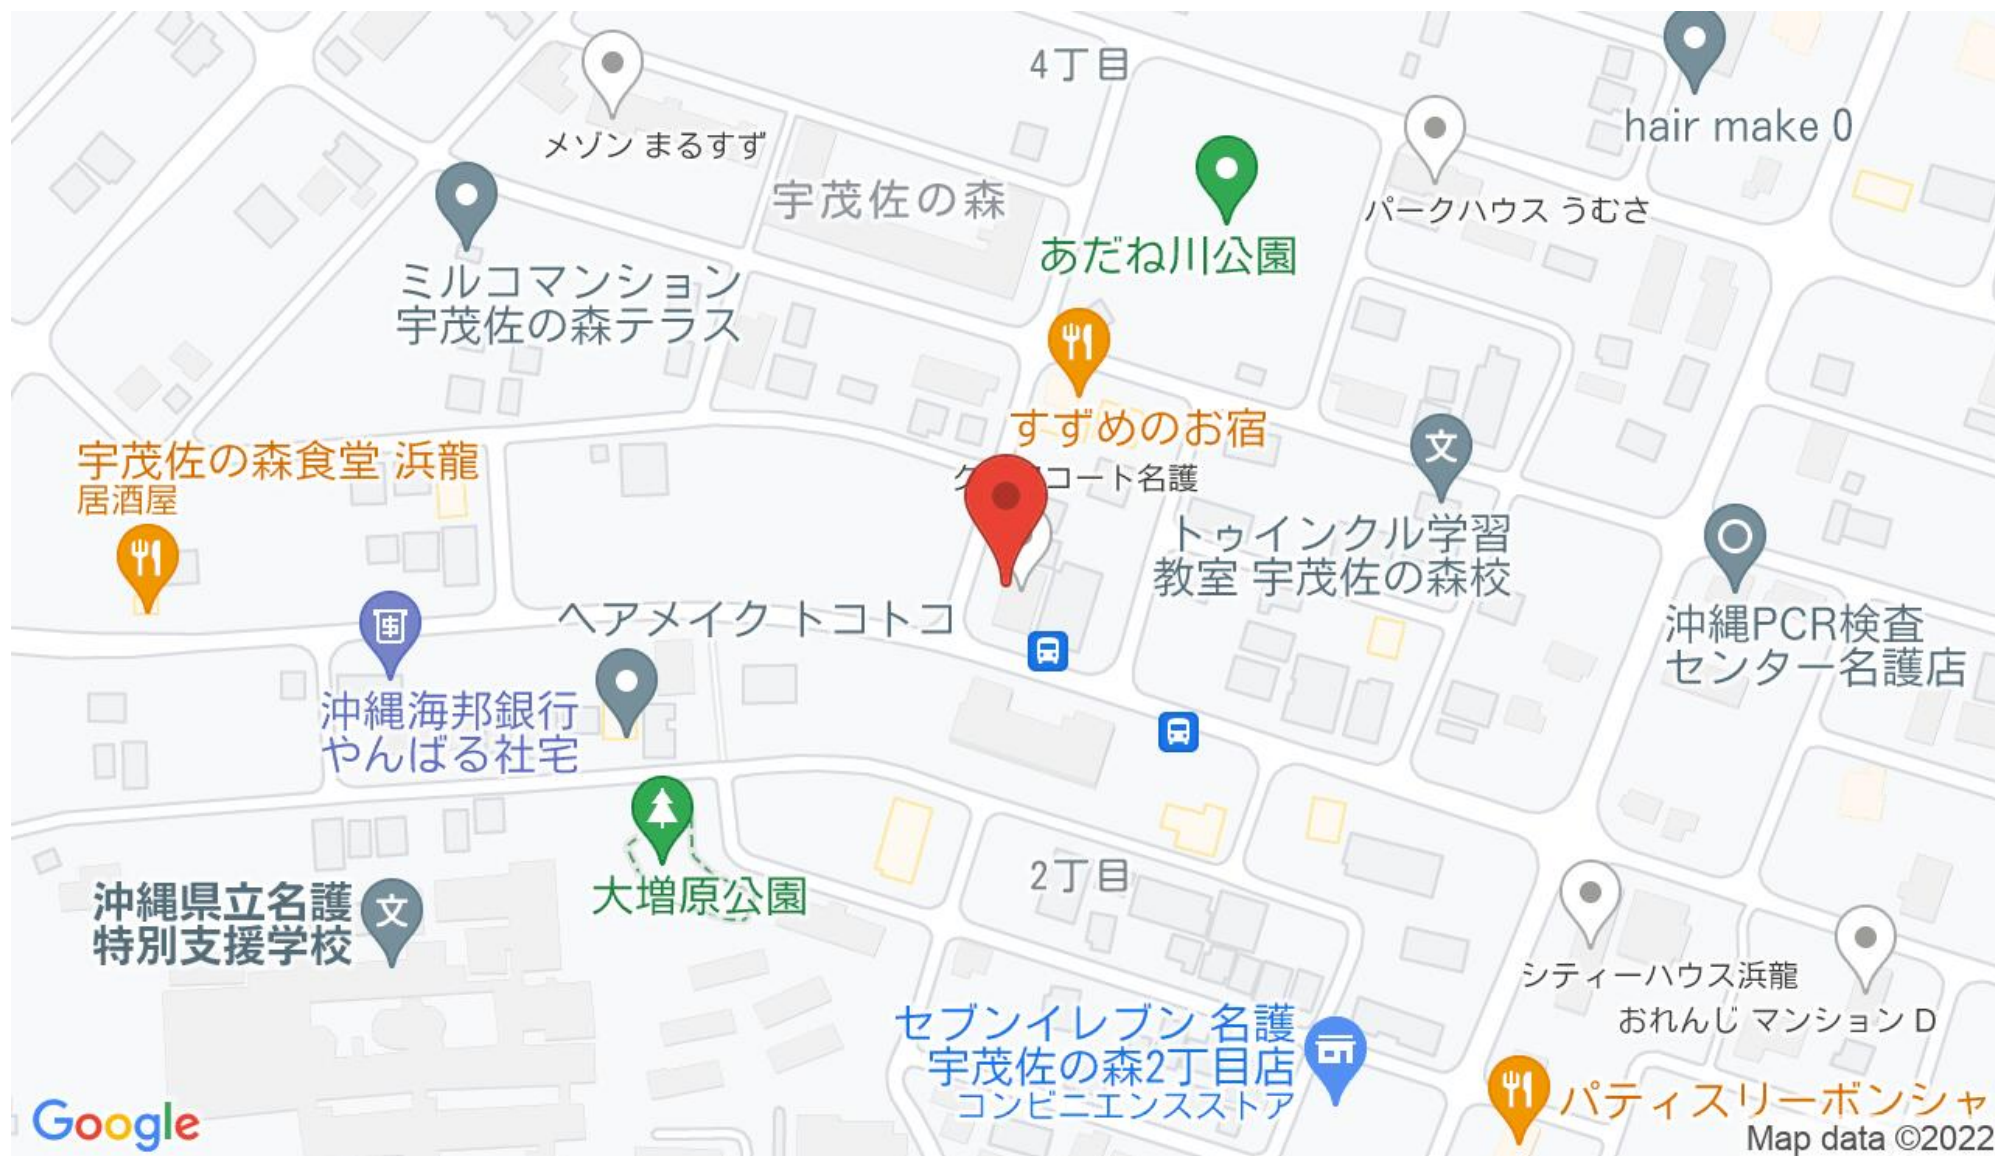 4丁目
hair make 0
メゾン まるすず
宇茂佐の森
パークハウス うむさ
あだね川公園
ミルコマンション
宇茂佐の森テラス
すずめのお宿
宇茂佐の森食堂 浜龍
居酒屋
コート名護
トゥインクル学習
教室 宇茂佐の森校
ヘアメイク トコトコ
沖縄PCR検査
センター名護店
沖縄海邦銀行
やんばる社宅
大増原公園
2丁目
沖縄県立名護
特別支援学校
シティーハウス浜龍
おれんじ マンション D
セブンイレブン 名護
宇茂佐の森2丁目店
コンビニエンスストア
パティスリーボンシャ
Google
Map data ©2022